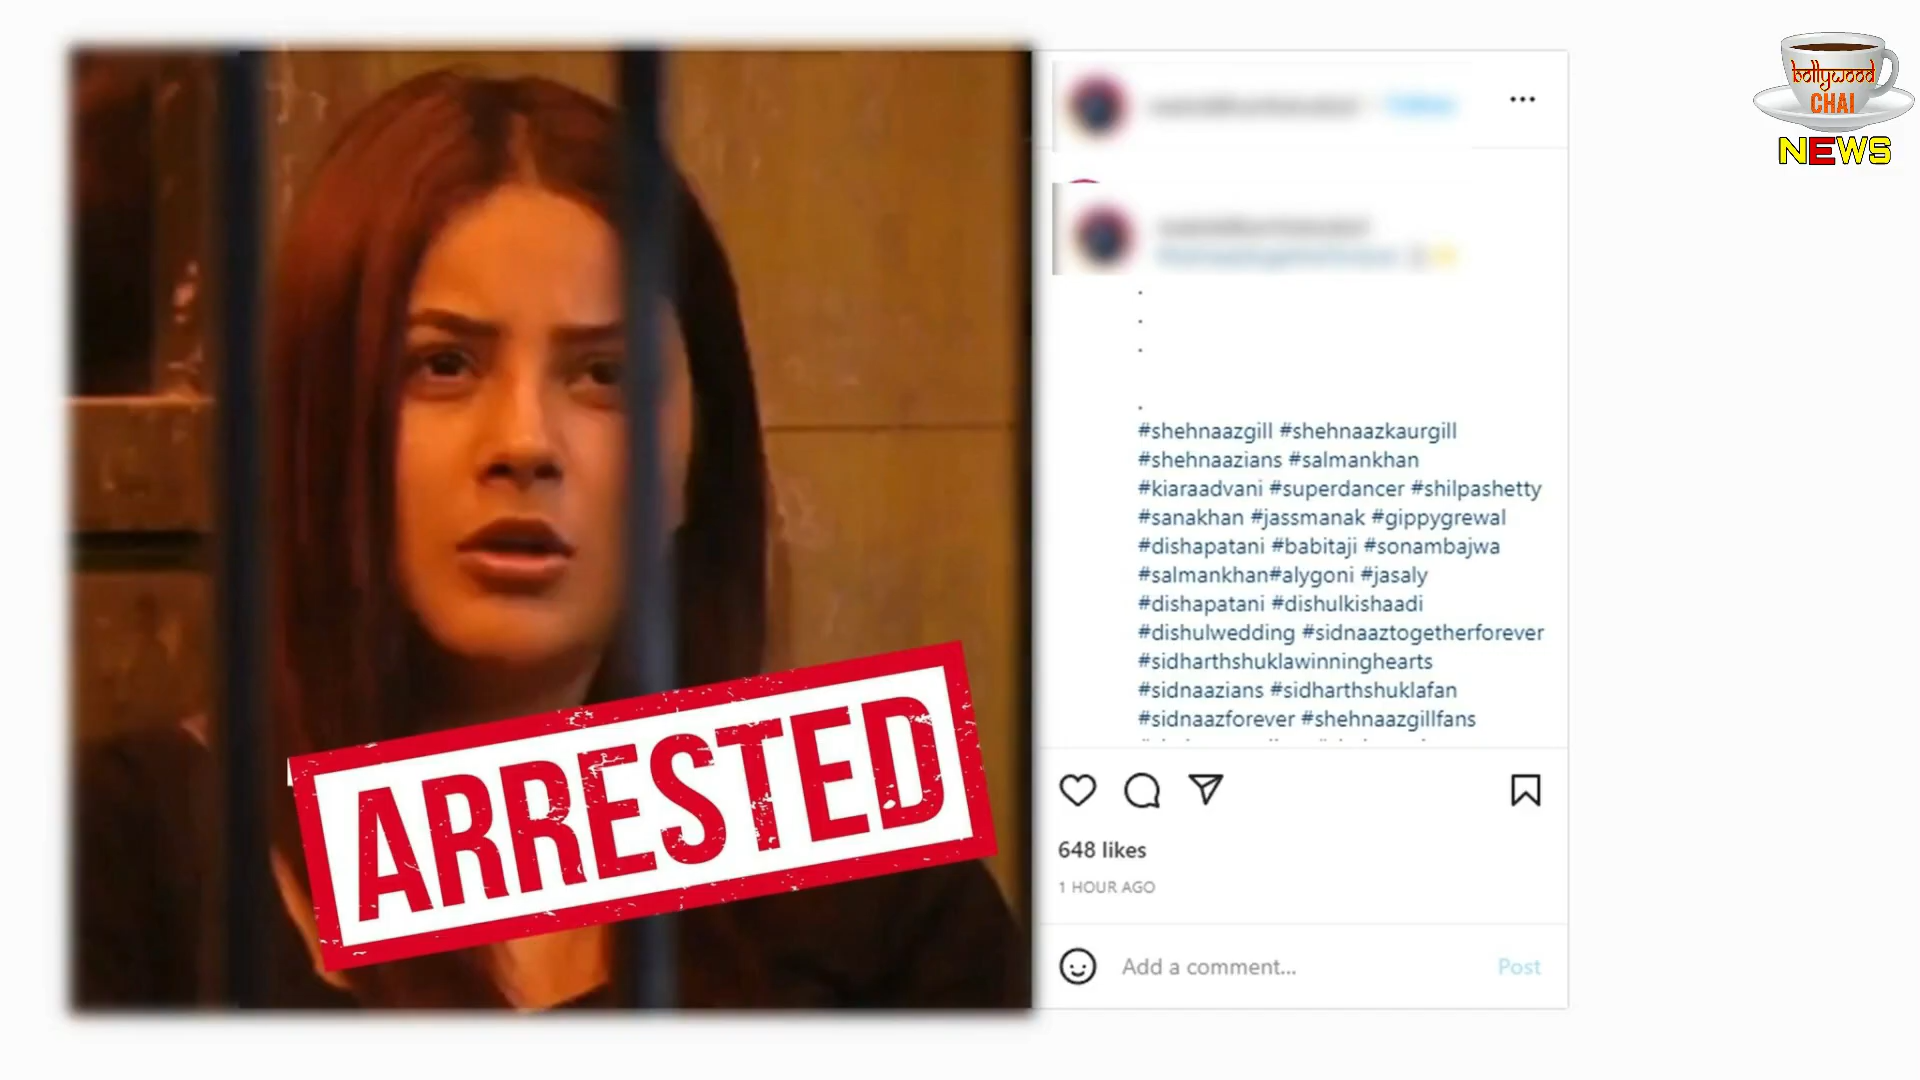 bollywood
CHAI
NEWS
ARRESTED
.
.
.
.
#shehnaazgill #shehnaazkaurgill
#shehnaazians #salmankhan
#kiaraadvani #superdancer #shilpashetty
#sanakhan #jassmanak #gippygrewal
#dishapatani #babitaji #sonambajwa
#salmankhan#alygoni #jasaly
#dishapatani #dishulkishaadi
#dishulwedding #sidnaaztogetherforever
#sidharthshuklawinninghearts
#sidnaazians #sidharthshuklafan
#sidnaazforever #shehnaazgillfans
648 likes
1 HOUR AGO
Add a comment...
Post